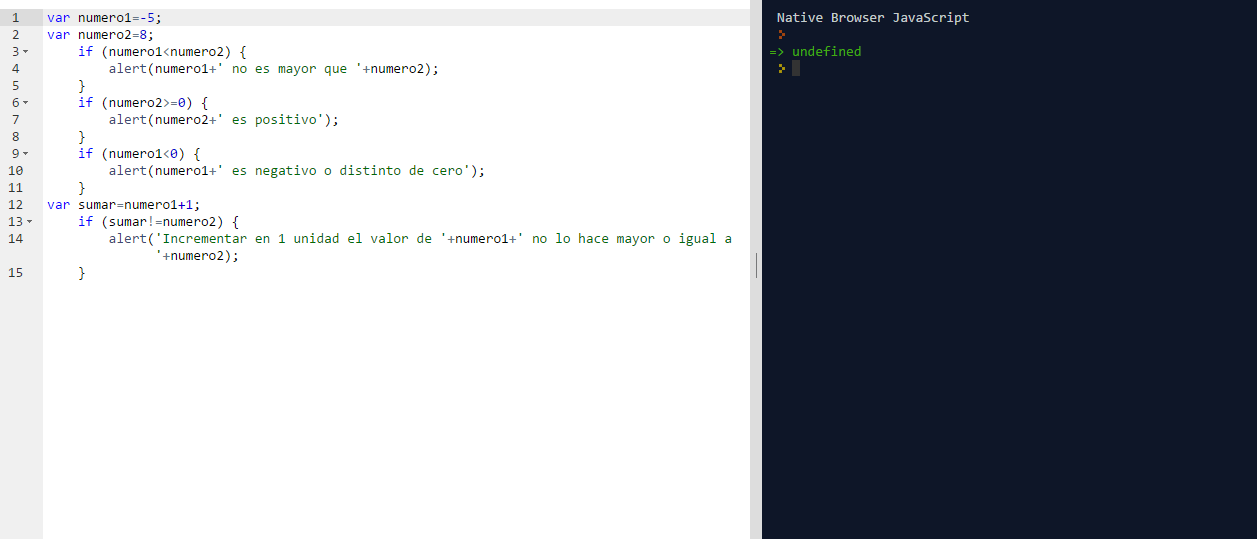 1 var numero1=-5;
2 var numero2=8;
3 if (numero1<numero2) {
4 alert(numero1+' no es mayor que '+numero2);
5 }
6 if (numero2>=0) {
7 alert(numero2+' es positivo');
8 }
9 if (numero1<0) {
10 alert(numero1+' es negativo o distinto de cero');
11 }
12 var sumar=numero1+1;
13 if (sumar!=numero2) {
14 alert('Incrementar en 1 unidad el valor de '+numero1+' no lo hace mayor o igual a
'+numero2);
15 }
Native Browser JavaScript
=> undefined